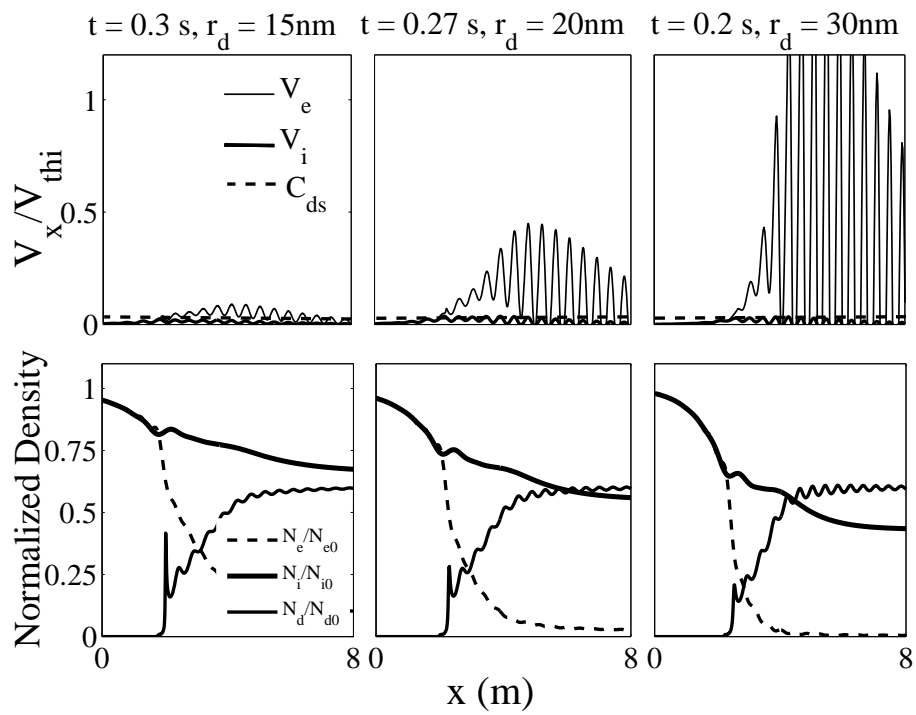 t = 0.3 s, r_d = 15nm
t = 0.27 s, r_d = 20nm
t = 0.2 s, r_d = 30nm
V_x/V_thi
1
0.5
0
V_e
V_i
C_ds
Normalized Density
1
0.75
0.5
0.25
0
N_e/N_e0
N_i/N_i0
N_d/N_d0
0 8 0 8 0 8
x (m)